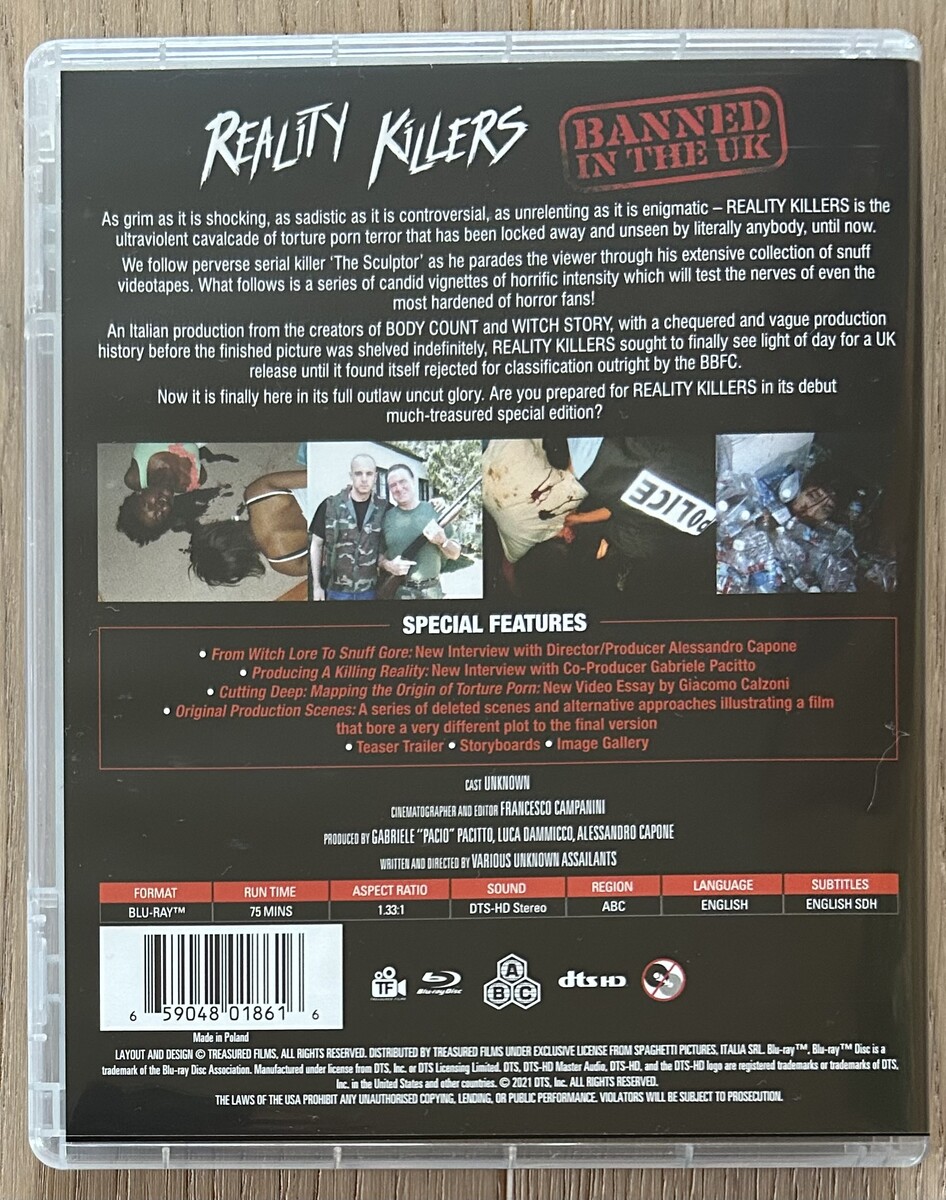 REALITY KILLERS
BANNED
IN THE UK
As grim as it is shocking, as sadistic as it is controversial, as unrelenting as it is enigmatic – REALITY KILLERS is the
ultraviolent cavalcade of torture porn terror that has been locked away and unseen by literally anybody, until now.
We follow perverse serial killer 'The Sculptor' as he parades the viewer through his extensive collection of snuff
videotapes. What follows is a series of candid vignettes of horrific intensity which will test the nerves of even the
most hardened of horror fans!
An Italian production from the creators of BODY COUNT and WITCH STORY, with a chequered and vague production
history before the finished picture was shelved indefinitely, REALITY KILLERS sought to finally see light of day for a UK
release until it found itself rejected for classification outright by the BBFC.
Now it is finally here in its full outlaw uncut glory. Are you prepared for REALITY KILLERS in its debut
much-treasured special edition?
POLICE
SPECIAL FEATURES
• From Witch Lore To Snuff Gore: New Interview with Director/Producer Alessandro Capone
• Producing A Killing Reality: New Interview with Co-Producer Gabriele Pacitto
• Cutting Deep: Mapping the Origin of Torture Porn: New Video Essay by Giacomo Calzoni
• Original Production Scenes: A series of deleted scenes and alternative approaches illustrating a film
that bore a very different plot to the final version
• Teaser Trailer • Storyboards • Image Gallery
CAST UNKNOWN
CINEMATOGRAPHER AND EDITOR FRANCESCO CAMPANINI
PRODUCED BY GABRIELE "PACIO" PACITTO, LUCA DAMMICCO, ALESSANDRO CAPONE
WRITTEN AND DIRECTED BY VARIOUS UNKNOWN ASSAILANTS
FORMAT RUN TIME ASPECT RATIO SOUND REGION LANGUAGE SUBTITLES
BLU-RAY™ 75 MINS 1.33:1 DTS-HD Stereo ABC ENGLISH ENGLISH SDH
6 59048 01861 6
TF
TREASURED FILMS
Blu-ray Disc
A B C
dts HD
Made in Poland
LAYOUT AND DESIGN © TREASURED FILMS, ALL RIGHTS RESERVED. DISTRIBUTED BY TREASURED FILMS UNDER EXCLUSIVE LICENSE FROM SPAGHETTI PICTURES, ITALIA SRL. Blu-ray™, Blu-ray™ Disc is a
trademark of the Blu-ray Disc Association. Manufactured under license from DTS, Inc. or DTS Licensing Limited. DTS, DTS-HD Master Audio, DTS-HD, and the DTS-HD logo are registered trademarks or trademarks of DTS,
Inc. in the United States and other countries. © 2021 DTS, Inc. ALL RIGHTS RESERVED.
THE LAWS OF THE USA PROHIBIT ANY UNAUTHORISED COPYING, LENDING, OR PUBLIC PERFORMANCE. VIOLATORS WILL BE SUBJECT TO PROSECUTION.